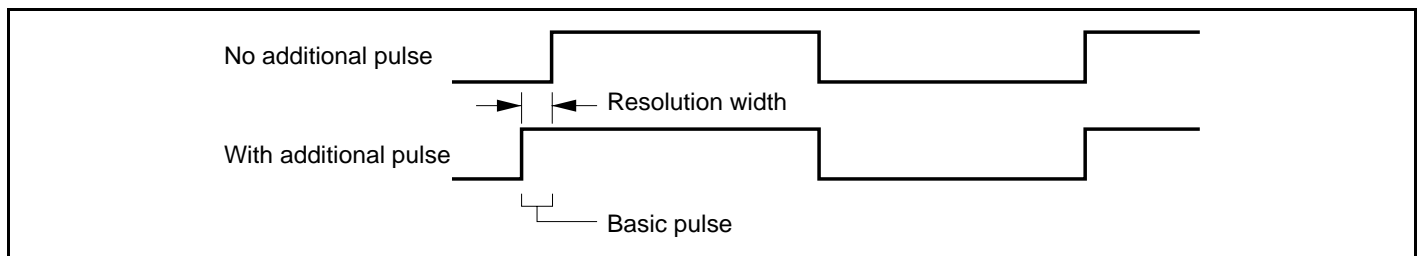 No additional pulse
Resolution width
With additional pulse
Basic pulse